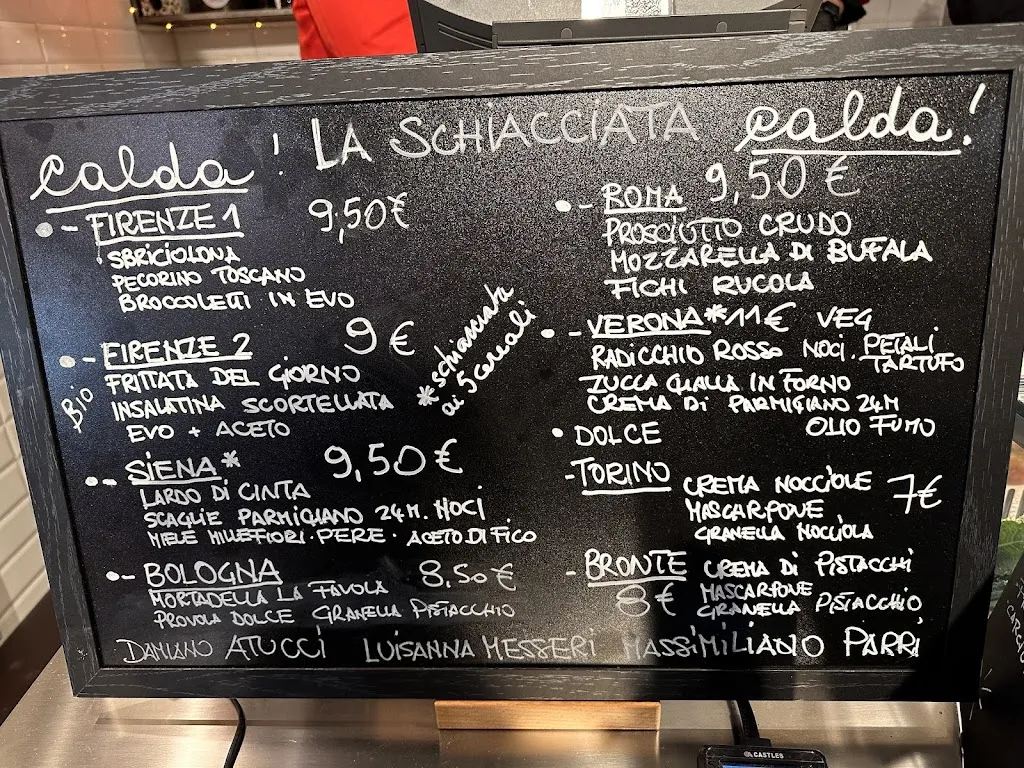 calda! LA SCHIACCIATA calda!
• - FIRENZE 1 9,50€
SBRICIOLONA
PECORINO TOSCANO
BROCCOLETTI IN EVO
• - FIRENZE 2 9€
BIO
FRITTATA DEL GIORNO
INSALATINA SCORTELLATA
EVO + ACETO
*schiacciata
ai 5 cereali
• - SIENA* 9,50€
LARDO DI CINTA
SCAGLIE PARMIGIANO 24M. NOCI
MIELE MILLEFIORI · PERE · ACETO DI FICO
• - BOLOGNA 8,50€
MORTADELLA LA FAVOLA
PROVOLA DOLCE GRANELLA PISTACCHIO
• - ROMA 9,50€
PROSCIUTTO CRUDO
MOZZARELLA DI BUFALA
FICHI RUCOLA
• - VERONA* 11€ VEG
RADICCHIO ROSSO NOCI. PETALI
TARTUFO
ZUCCA GIALLA IN FORNO
CREMA DI PARMIGIANO 24M
OLIO FUMO
• DOLCE
- TORINO 7€
CREMA NOCCIOLE
MASCARPONE
GRANELLA NOCCIOLA
- BRONTE 8€
CREMA DI PISTACCHI
MASCARPONE
GRANELLA PISTACCHIO
DAMIANO ATUCCI LUISANNA MESSERI MASSIMILIANO PARRI
CASTLES